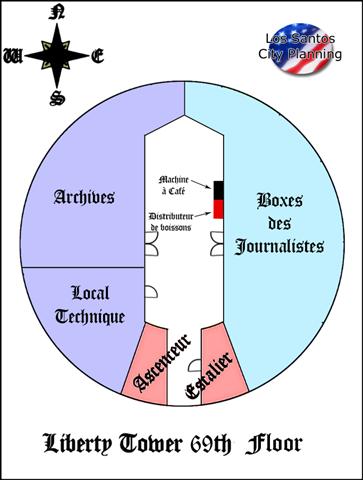 N
W E
S
Los Santos
City Planning
Archives
Machine
à Café
Distributeur
de boissons
Boxes
des
Journalistes
Local
Technique
Ascenceur
Escalier
Liberty Tower 69th Floor